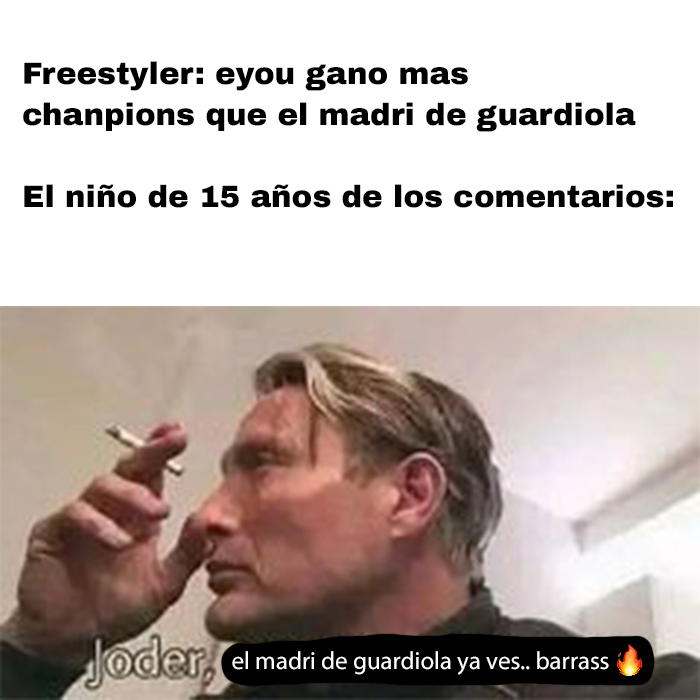 Freestyler: eyou gano mas
chanpions que el madri de guardiola
El niño de 15 años de los comentarios:
Joder, el madri de guardiola ya ves.. barrass 🔥